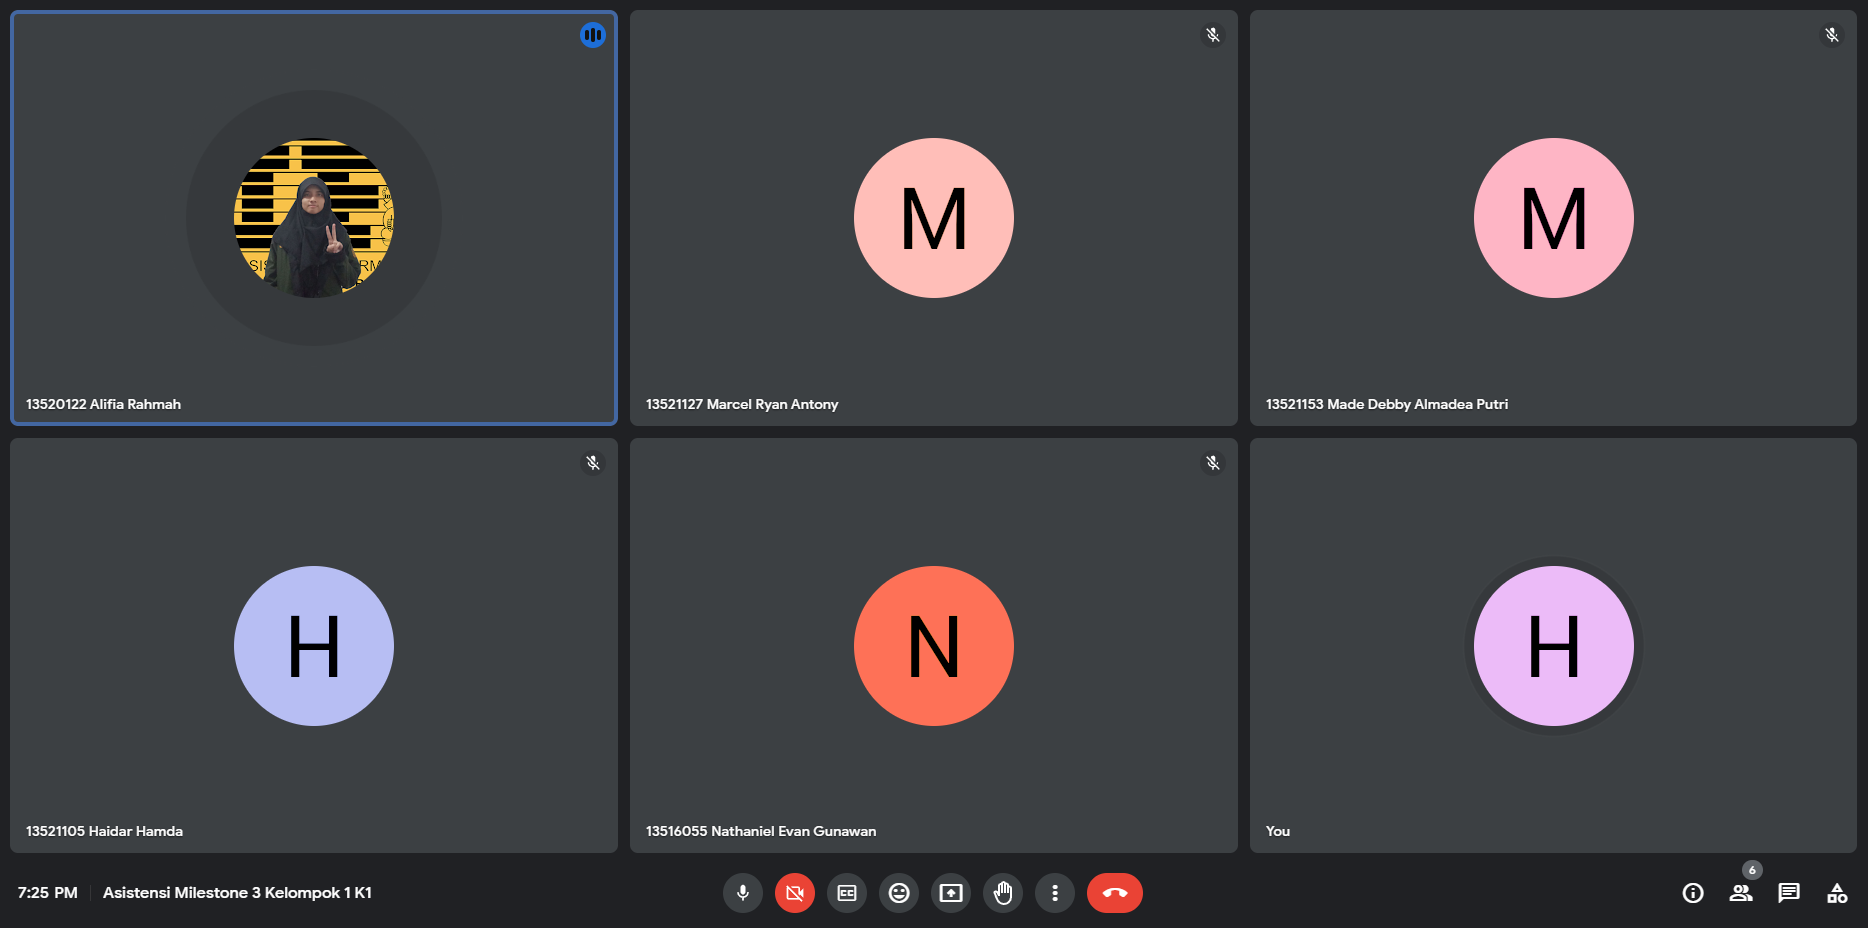 13520122 Alifia Rahmah
M
13521127 Marcel Ryan Antony
M
13521153 Made Debby Almadea Putri
H
13521105 Haidar Hamda
N
13516055 Nathaniel Evan Gunawan
H
You
7:25 PM
Asistensi Milestone 3 Kelompok 1 K1
CC
6